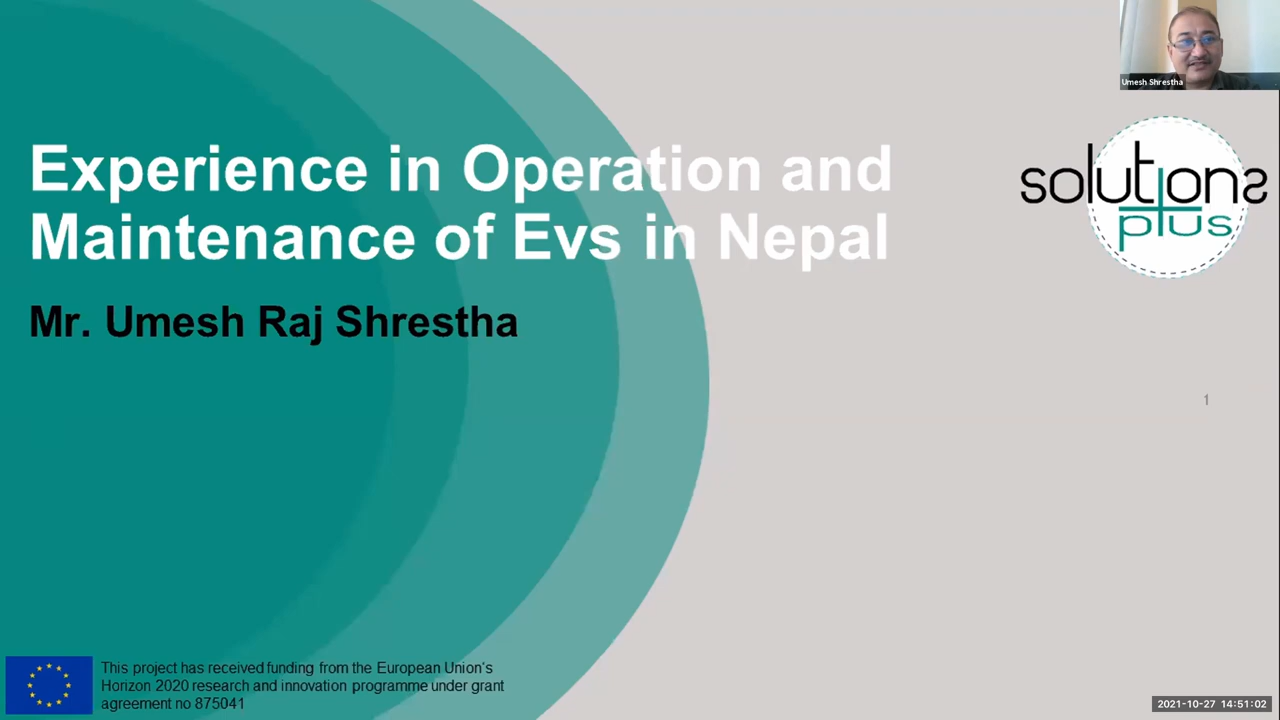 Umesh Shrestha
Experience in Operation and
Maintenance of Evs in Nepal
solutions
plus
Mr. Umesh Raj Shrestha
1
This project has received funding from the European Union's
Horizon 2020 research and innovation programme under grant
agreement no 875041
2021-10-27 14:51:02